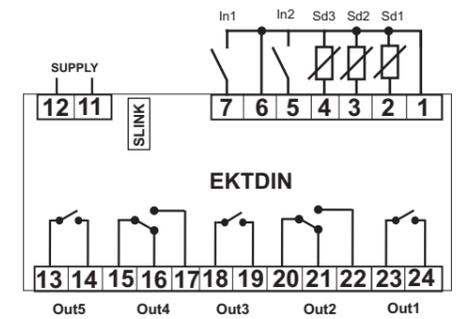 In1 In2 Sd3 Sd2 Sd1
SUPPLY
12 11 7 6 5 4 3 2 1
SLINK
EKTDIN
13 14 15 16 17 18 19 20 21 22 23 24
Out5 Out4 Out3 Out2 Out1